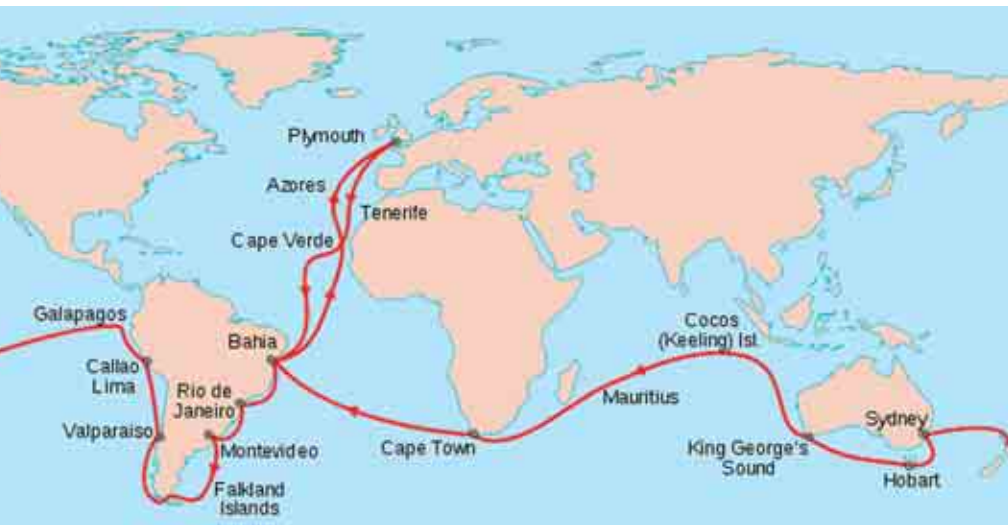 Plymouth
Azores
Tenerife
Cape Verde
Galapagos
Bahia
Cocos
(Keeling) Isl.
Callao
Lima
Rio de
Janeiro
Mauritius
Valparaiso
Sydney
Montevideo
Cape Town
King George's
Sound
Hobart
Falkland
Islands